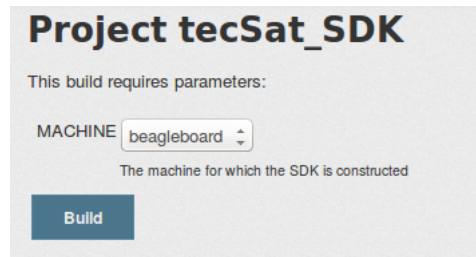 Project tecSat_SDK
This build requires parameters:
MACHINE beagleboard
The machine for which the SDK is constructed
Build